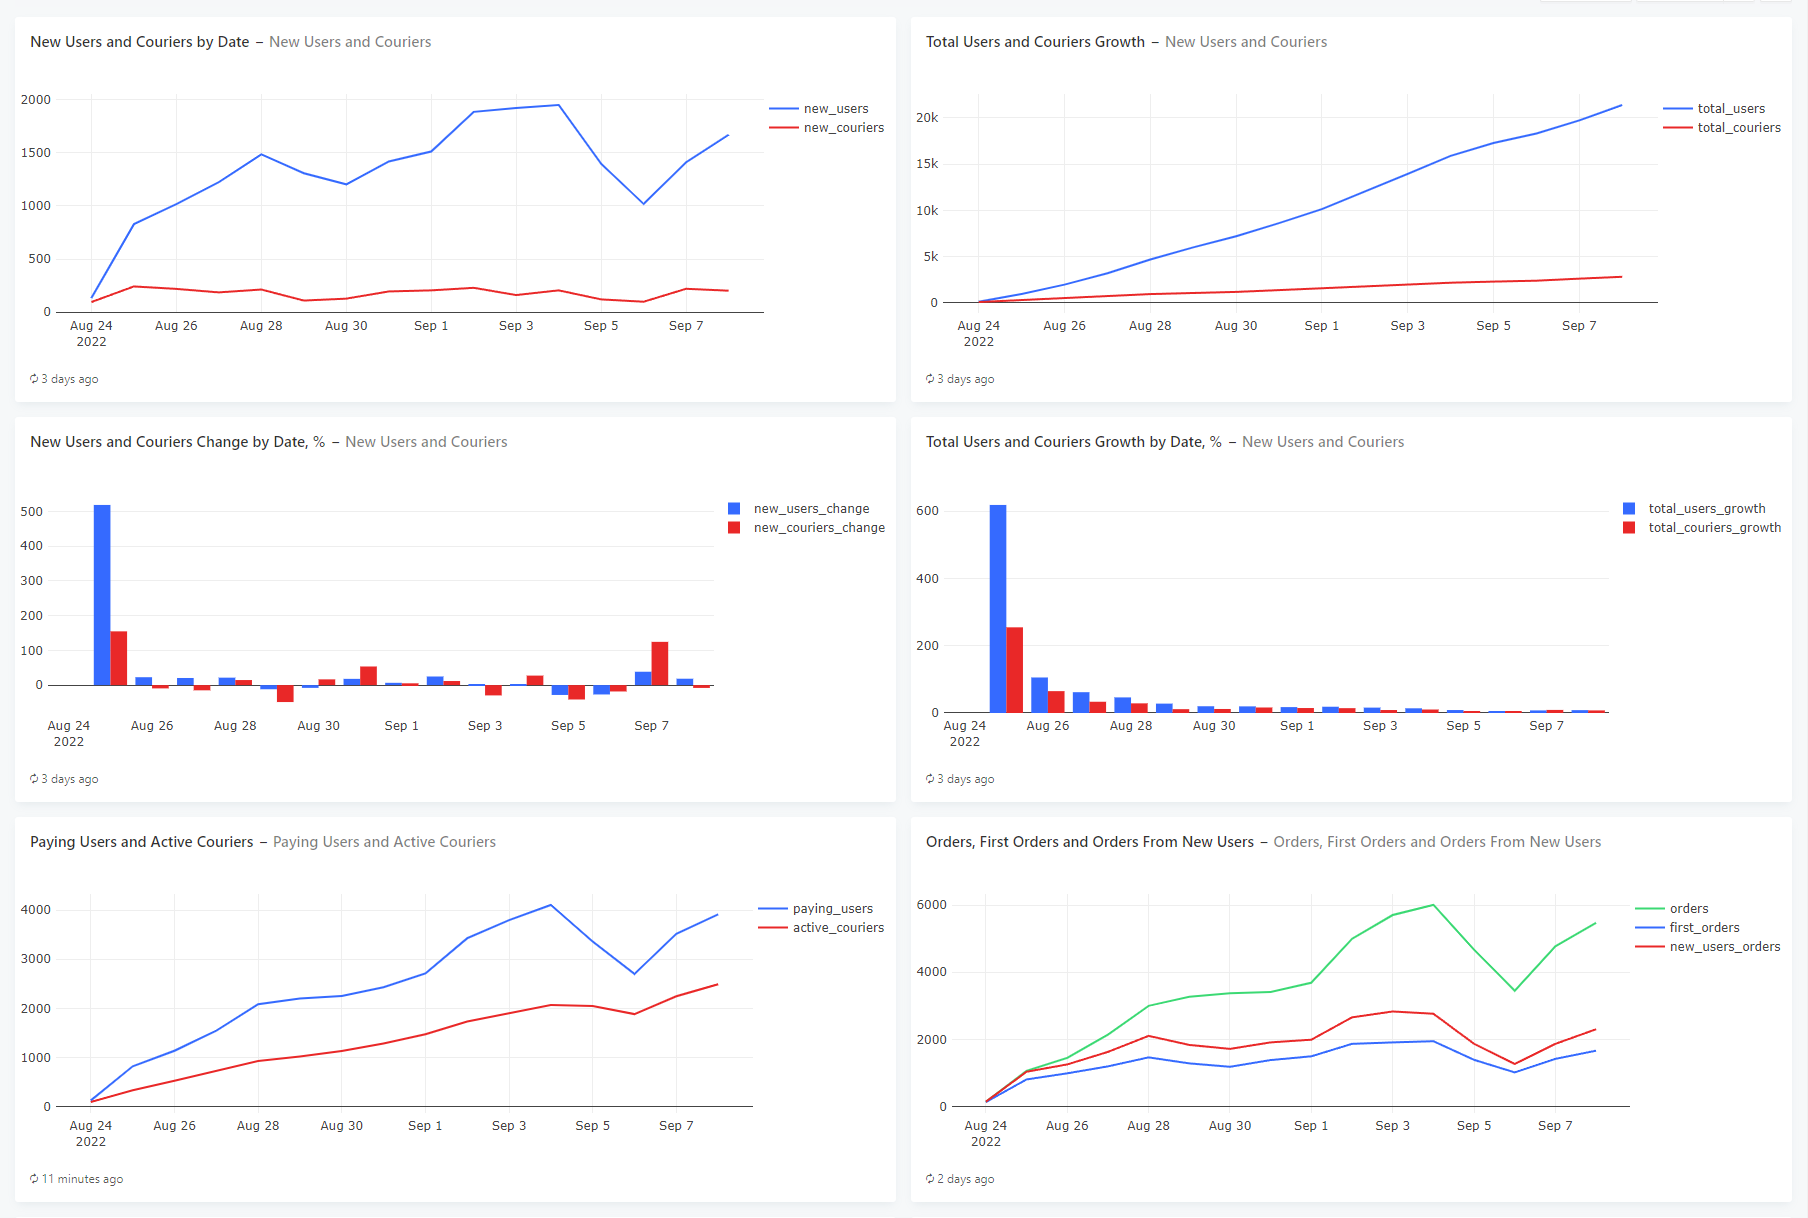 New Users and Couriers by Date – New Users and Couriers
2000
1500
1000
500
0
Aug 24 Aug 26 Aug 28 Aug 30 Sep 1 Sep 3 Sep 5 Sep 7
2022
new_users
new_couriers
3 days ago
Total Users and Couriers Growth – New Users and Couriers
20k
15k
10k
5k
0
Aug 24 Aug 26 Aug 28 Aug 30 Sep 1 Sep 3 Sep 5 Sep 7
2022
total_users
total_couriers
3 days ago
New Users and Couriers Change by Date, % – New Users and Couriers
500
400
300
200
100
0
Aug 24 Aug 26 Aug 28 Aug 30 Sep 1 Sep 3 Sep 5 Sep 7
2022
new_users_change
new_couriers_change
3 days ago
Total Users and Couriers Growth by Date, % – New Users and Couriers
600
400
200
0
Aug 24 Aug 26 Aug 28 Aug 30 Sep 1 Sep 3 Sep 5 Sep 7
2022
total_users_growth
total_couriers_growth
3 days ago
Paying Users and Active Couriers – Paying Users and Active Couriers
4000
3000
2000
1000
0
Aug 24 Aug 26 Aug 28 Aug 30 Sep 1 Sep 3 Sep 5 Sep 7
2022
paying_users
active_couriers
11 minutes ago
Orders, First Orders and Orders From New Users – Orders, First Orders and Orders From New Users
6000
4000
2000
0
Aug 24 Aug 26 Aug 28 Aug 30 Sep 1 Sep 3 Sep 5 Sep 7
2022
orders
first_orders
new_users_orders
2 days ago